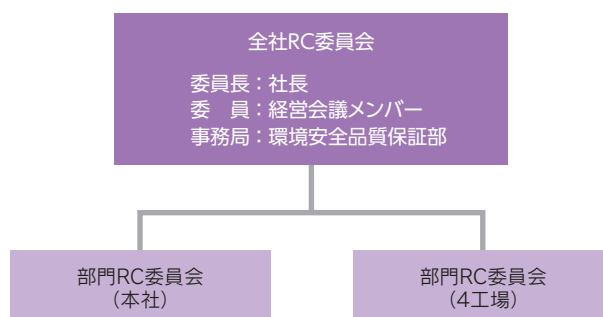 全社RC委員会
委員長：社長
委　員：経営会議メンバー
事務局：環境安全品質保証部
部門RC委員会
（本社）
部門RC委員会
（4工場）